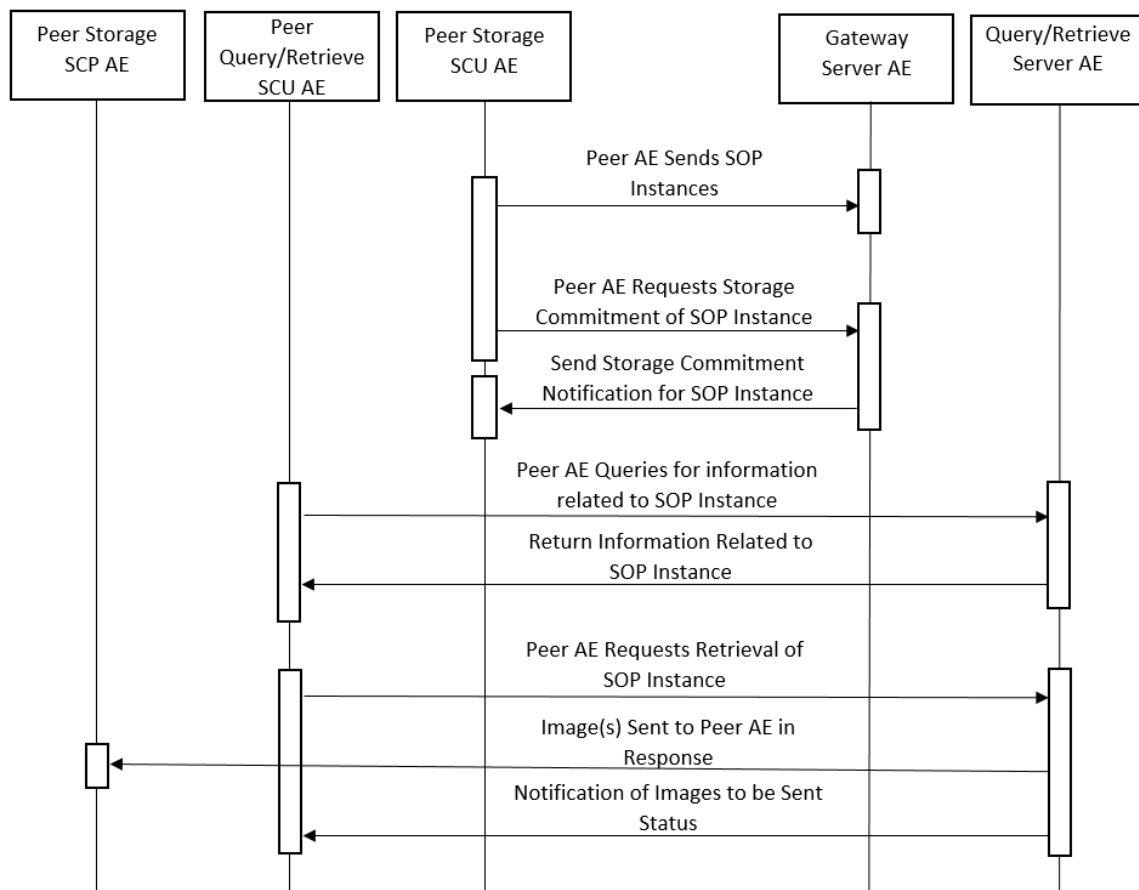 Peer Storage
SCP AE
Peer
Query/Retrieve
SCU AE
Peer Storage
SCU AE
Gateway
Server AE
Query/Retrieve
Server AE
Peer AE Sends SOP
Instances
Peer AE Requests Storage
Commitment of SOP Instance
Send Storage Commitment
Notification for SOP Instance
Peer AE Queries for information
related to SOP Instance
Return Information Related to
SOP Instance
Peer AE Requests Retrieval of
SOP Instance
Image(s) Sent to Peer AE in
Response
Notification of Images to be Sent
Status